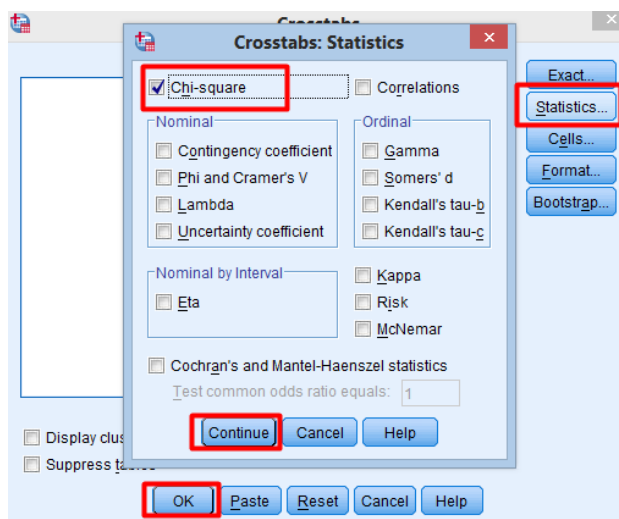 Crosstabs
Crosstabs: Statistics
Chi-square
Correlations
Nominal
Contingency coefficient
Phi and Cramer's V
Lambda
Uncertainty coefficient
Ordinal
Gamma
Somers' d
Kendall's tau-b
Kendall's tau-c
Nominal by Interval
Eta
Kappa
Risk
McNemar
Cochran's and Mantel-Haenszel statistics
Test common odds ratio equals: 1
Continue Cancel Help
Exact...
Statistics...
Cells...
Format...
Bootstrap...
Display clus
Suppress tables
OK Paste Reset Cancel Help